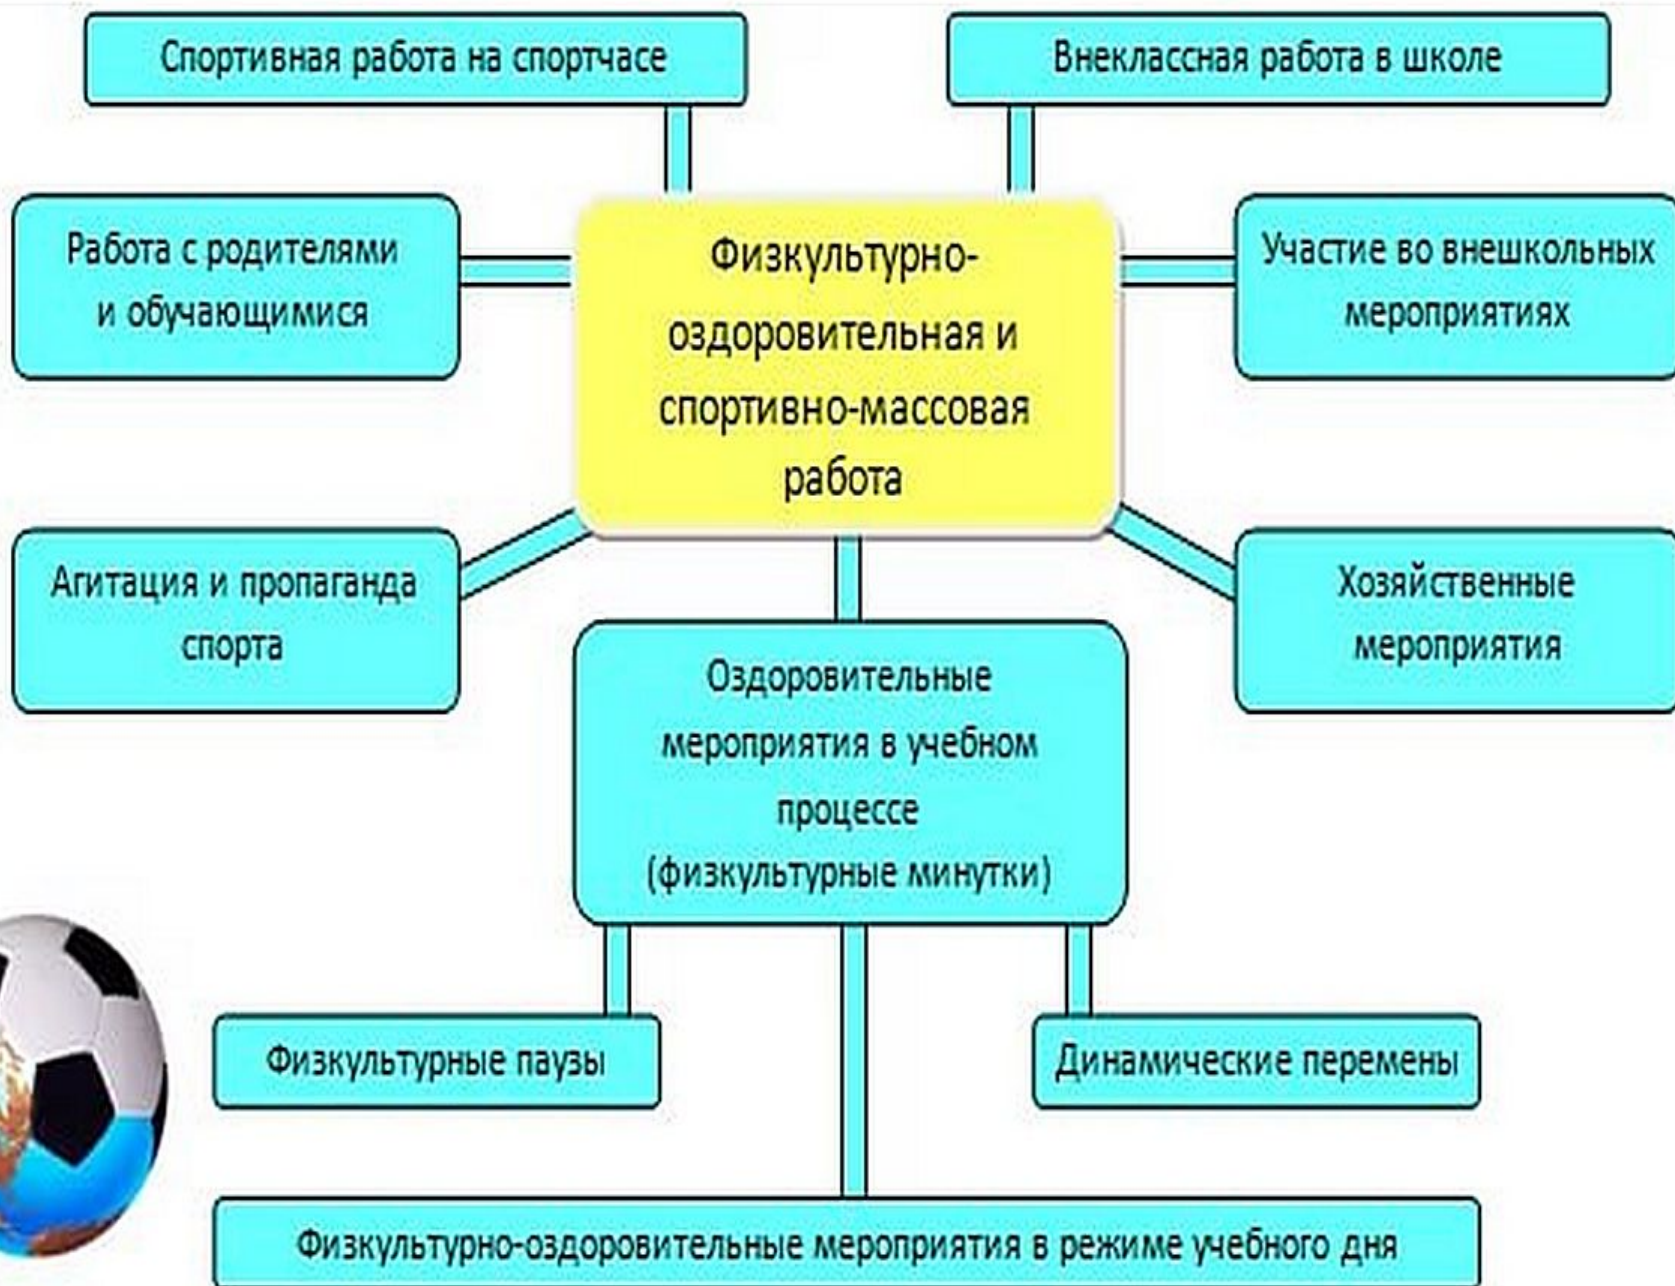 Спортивная работа на спортчасе
Внеклассная работа в школе
Работа с родителями
и обучающимися
Физкультурно-
оздоровительная и
спортивно-массовая
работа
Участие во внешкольных
мероприятиях
Агитация и пропаганда
спорта
Хозяйственные
мероприятия
Оздоровительные
мероприятия в учебном
процессе
(физкультурные минутки)
Физкультурные паузы
Динамические перемены
Физкультурно-оздоровительные мероприятия в режиме учебного дня